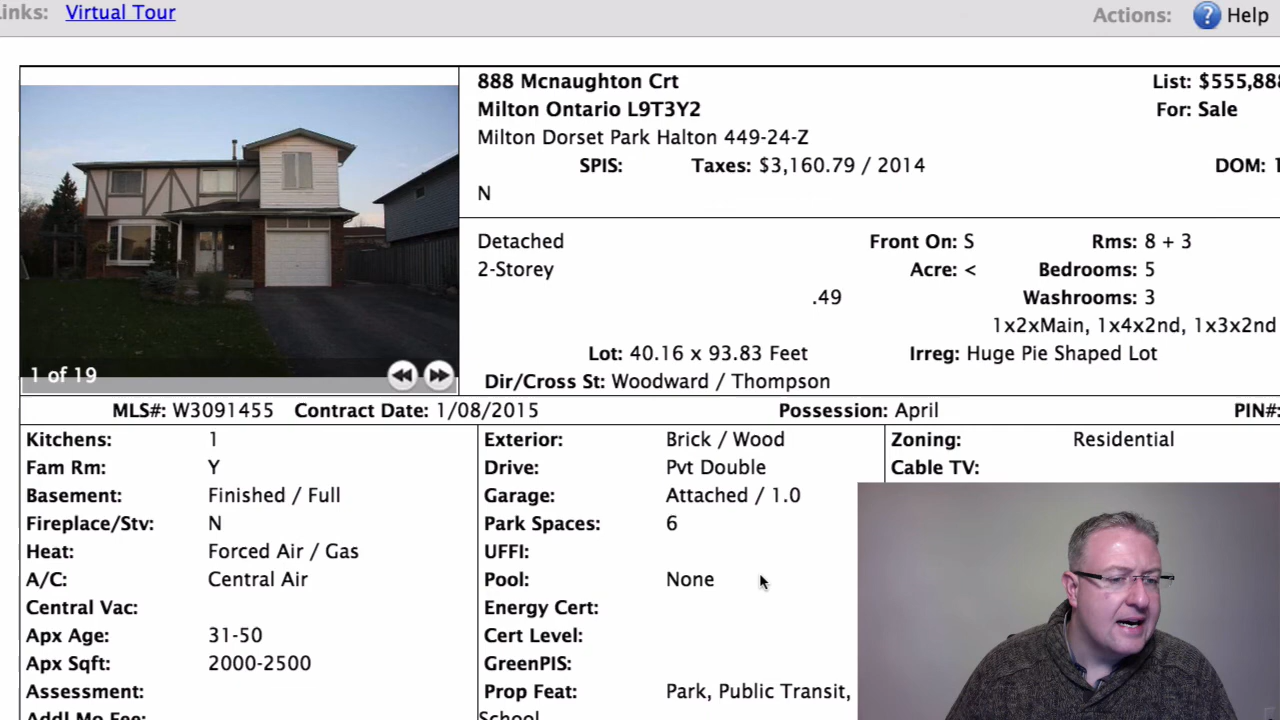 Links: Virtual Tour
Actions: Help
888 Mcnaughton Crt
List: $555,888
Milton Ontario L9T3Y2
For: Sale
Milton Dorset Park Halton 449-24-Z
SPIS: Taxes: $3,160.79 / 2014
DOM: 1
N
Detached
Front On: S
Rms: 8 + 3
2-Storey
Acre: <
Bedrooms: 5
.49
Washrooms: 3
1x2xMain, 1x4x2nd, 1x3x2nd
Lot: 40.16 x 93.83 Feet
Irreg: Huge Pie Shaped Lot
Dir/Cross St: Woodward / Thompson
1 of 19
MLS#: W3091455 Contract Date: 1/08/2015 Possession: April PIN#:
Kitchens: 1
Fam Rm: Y
Basement: Finished / Full
Fireplace/Stv: N
Heat: Forced Air / Gas
A/C: Central Air
Central Vac:
Apx Age: 31-50
Apx Sqft: 2000-2500
Assessment:
Addl Mo Fee:
Exterior: Brick / Wood
Drive: Pvt Double
Garage: Attached / 1.0
Park Spaces: 6
UFFI:
Pool: None
Energy Cert:
Cert Level:
GreenPIS:
Prop Feat: Park, Public Transit,
School
Zoning: Residential
Cable TV: